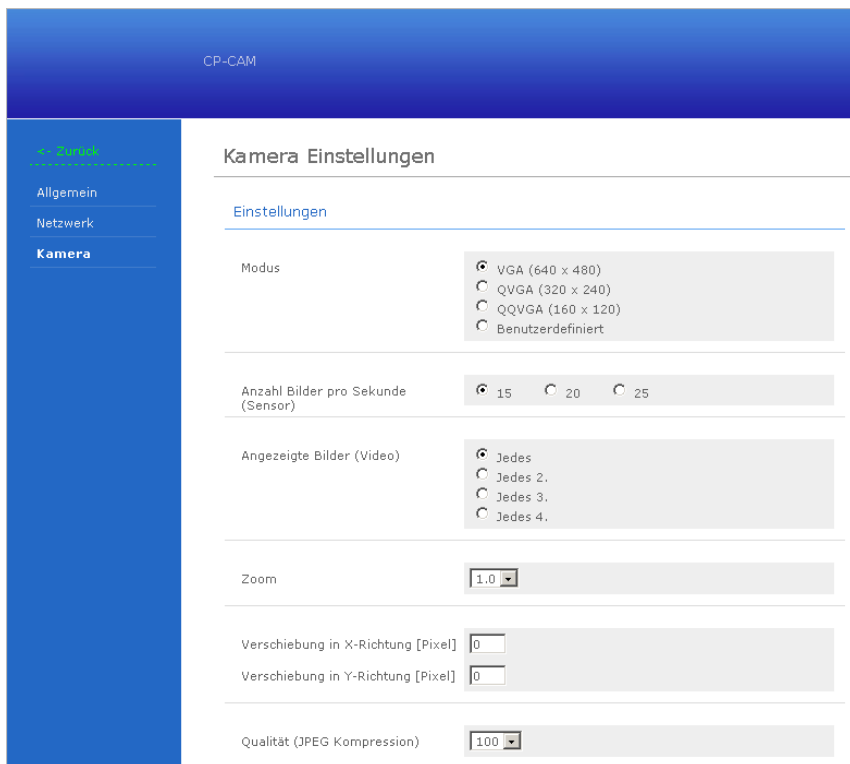 CP-CAM
<- Zurück
Allgemein
Netzwerk
Kamera
Kamera Einstellungen
Einstellungen
Modus
VGA (640 x 480)
QVGA (320 x 240)
QQVGA (160 x 120)
Benutzerdefiniert
Anzahl Bilder pro Sekunde
(Sensor)
15 20 25
Angezeigte Bilder (Video)
Jedes
Jedes 2.
Jedes 3.
Jedes 4.
Zoom
1.0
Verschiebung in X-Richtung [Pixel]
0
Verschiebung in Y-Richtung [Pixel]
0
Qualität (JPEG Kompression)
100